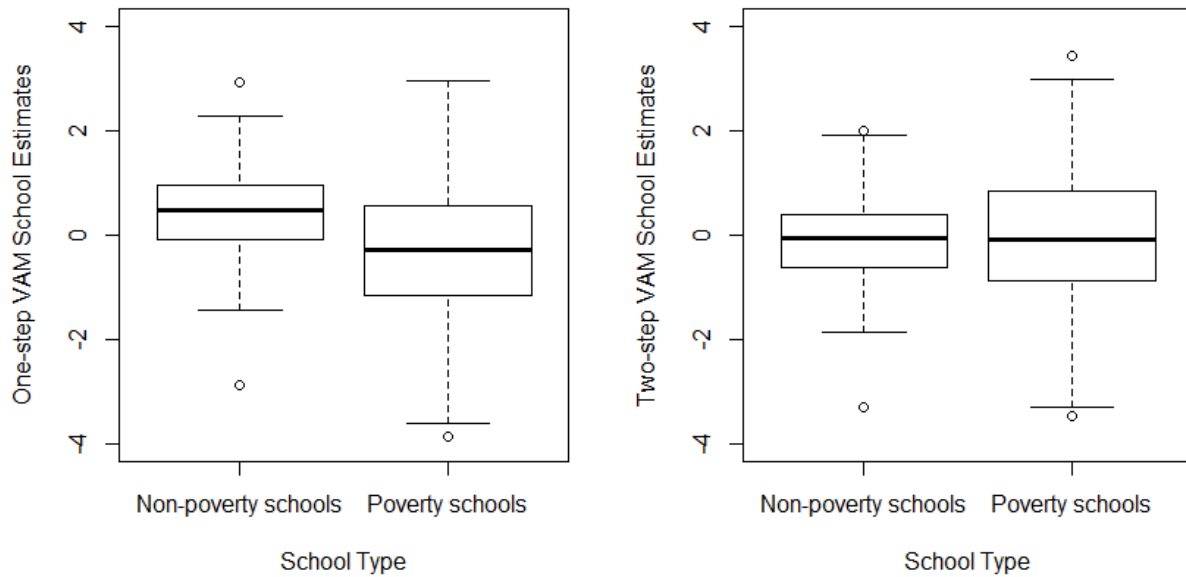 One-step VAM School Estimates
4
2
0
-2
-4
Non-poverty schools
Poverty schools
School Type
Two-step VAM School Estimates
4
2
0
-2
-4
Non-poverty schools
Poverty schools
School Type